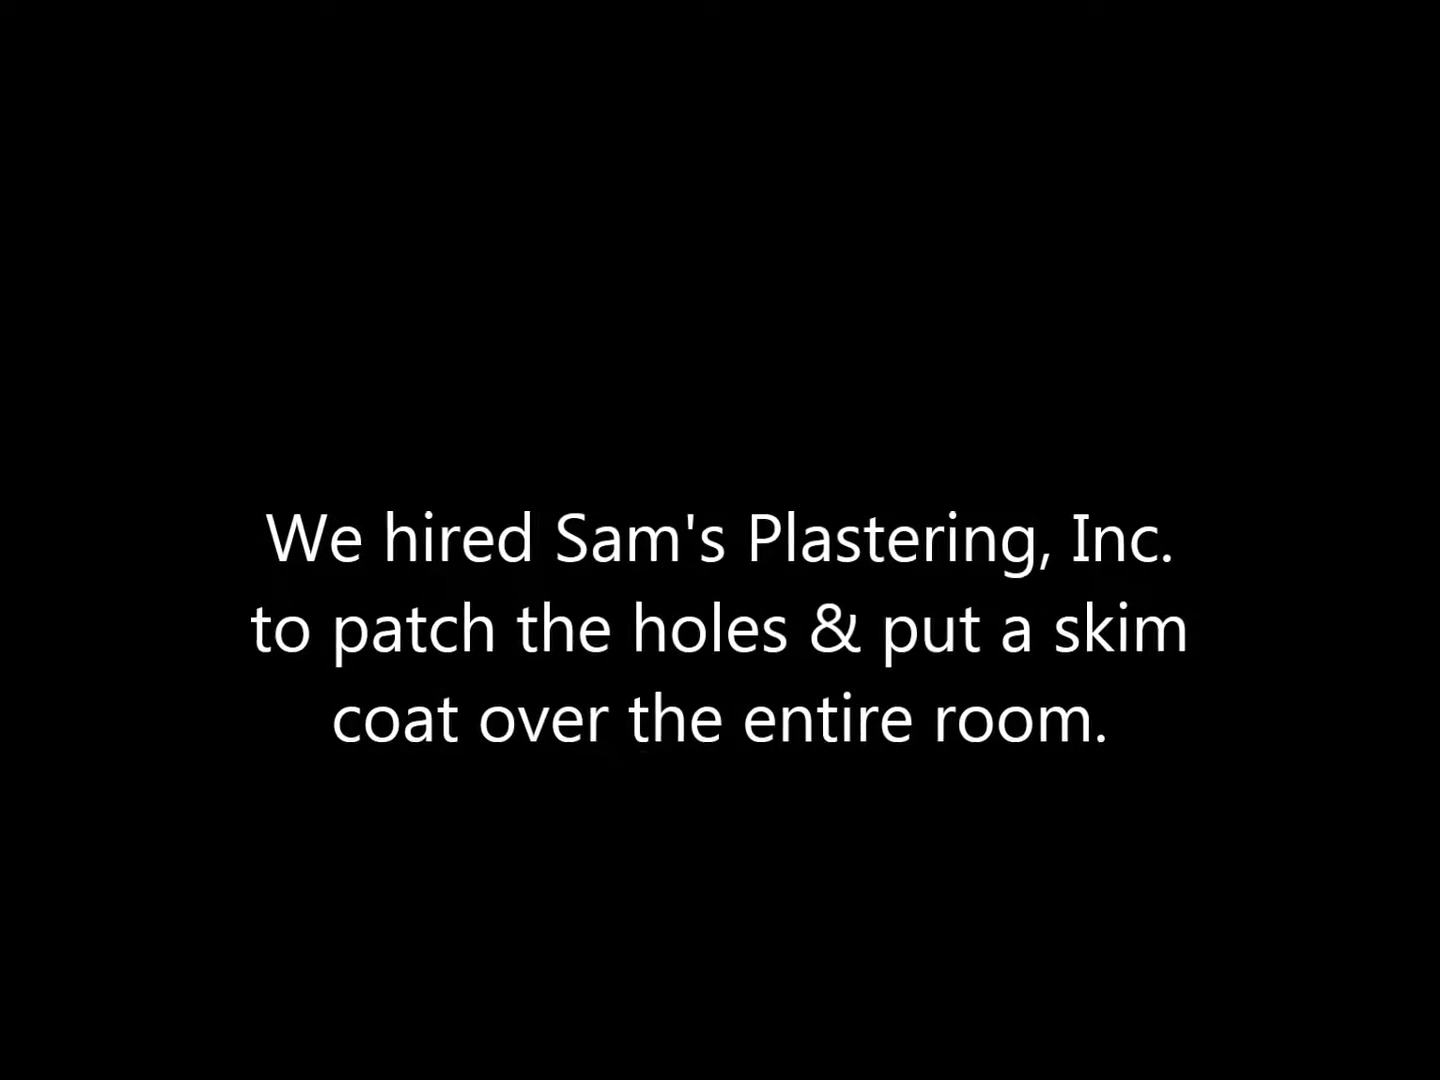 We hired Sam's Plastering, Inc.
to patch the holes & put a skim
coat over the entire room.